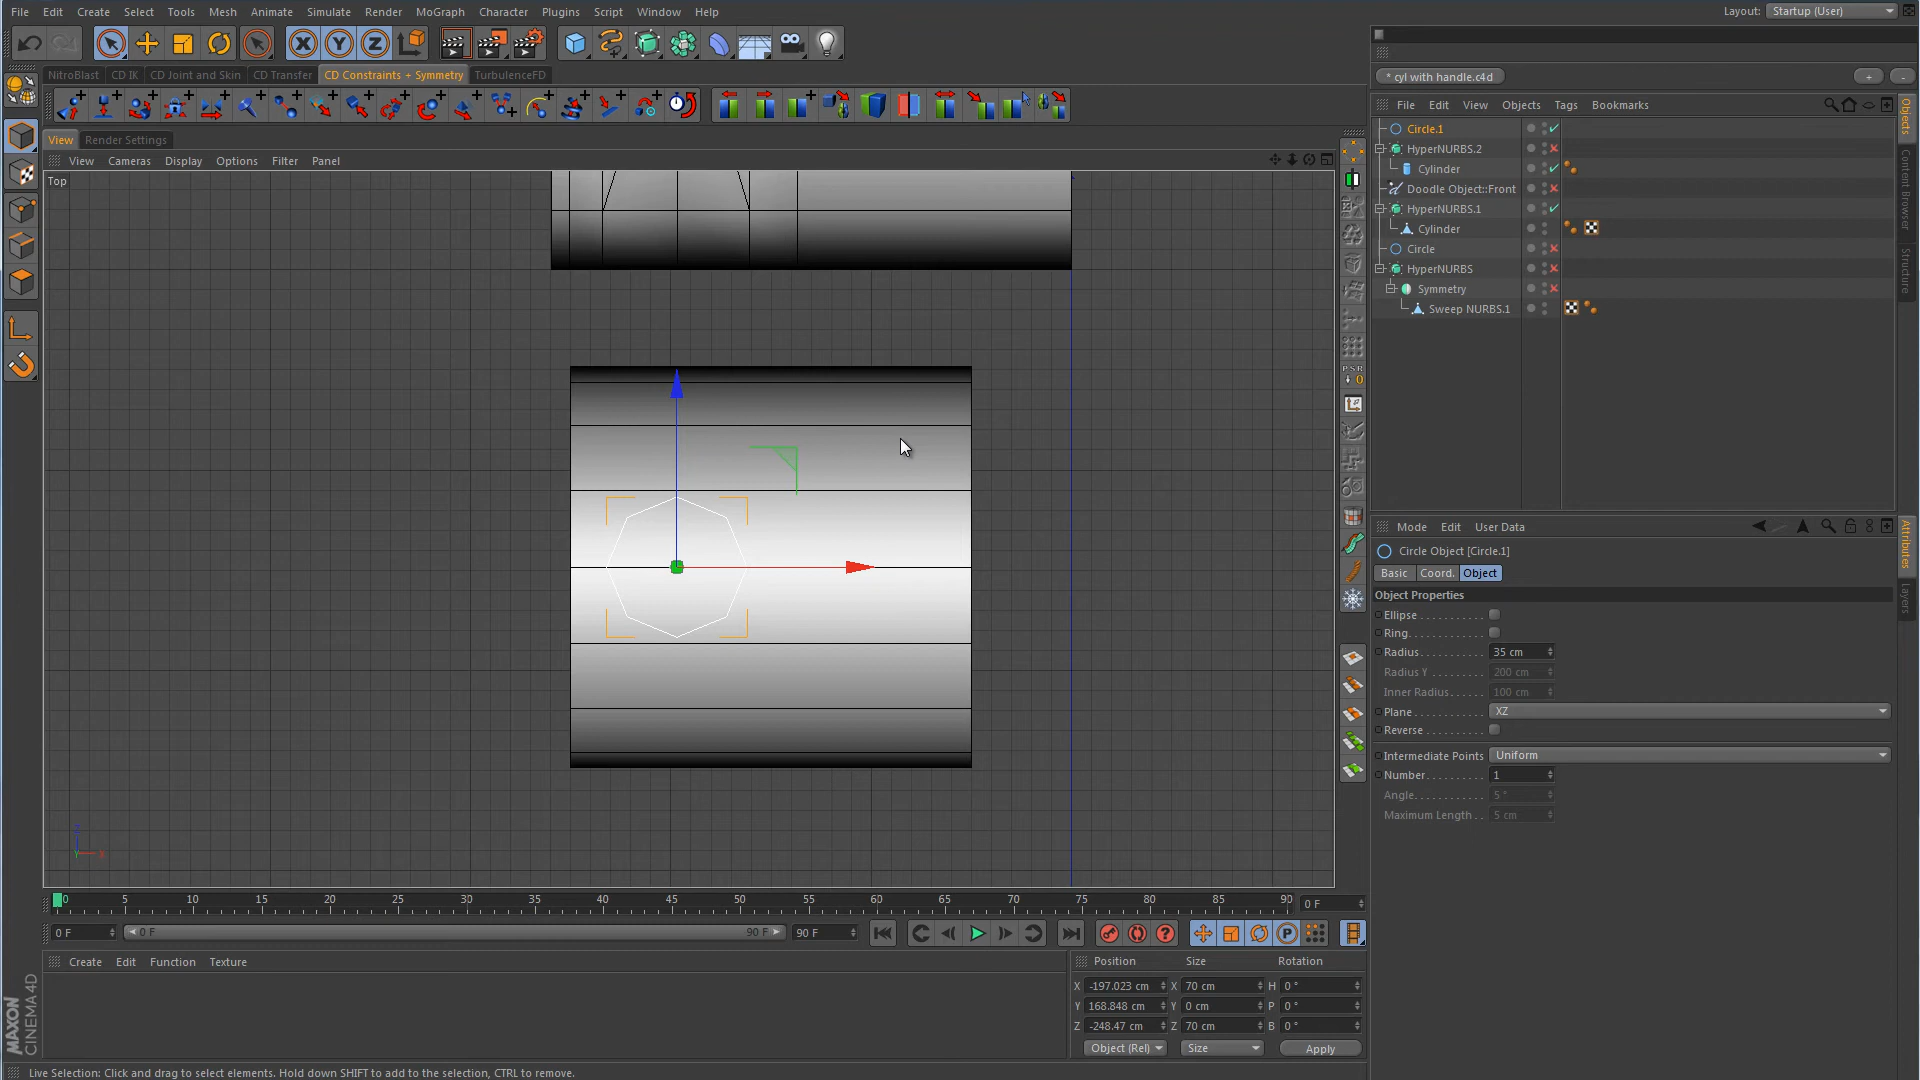 File Edit Create Select Tools Mesh Animate Simulate Render MoGraph Character Plugins Script Window Help
Layout: Startup (User)
NitroBlast CD IK CD Joint and Skin CD Transfer CD Constraints + Symmetry TurbulenceFD
* cyl with handle.c4d
+ -
File Edit View Objects Tags Bookmarks
View Render Settings
View Cameras Display Options Filter Panel
Top
Circle.1
HyperNURBS.2
Cylinder
Doodle Object::Front
HyperNURBS.1
Cylinder
Circle
HyperNURBS
Symmetry
Sweep NURBS.1
Objects
Content Browser
Structure
PSR
0
Mode Edit User Data
Circle Object [Circle.1]
Basic Coord. Object
Object Properties
Ellipse
Ring
Radius 35 cm
Radius Y 200 cm
Inner Radius 100 cm
Plane XZ
Reverse
Intermediate Points Uniform
Number 1
Angle 5 °
Maximum Length 5 cm
Attributes
Layers
Y X
0 5 10 15 20 25 30 35 40 45 50 55 60 65 70 75 80 85 90 0 F
0 F 0 F 90 F 90 F
Create Edit Function Texture
Position Size Rotation
X -197.023 cm X 70 cm H 0 °
Y 168.848 cm Y 0 cm P 0 °
Z -248.47 cm Z 70 cm B 0 °
Object (Rel) Size Apply
MAXON
CINEMA 4D
Live Selection: Click and drag to select elements. Hold down SHIFT to add to the selection, CTRL to remove.